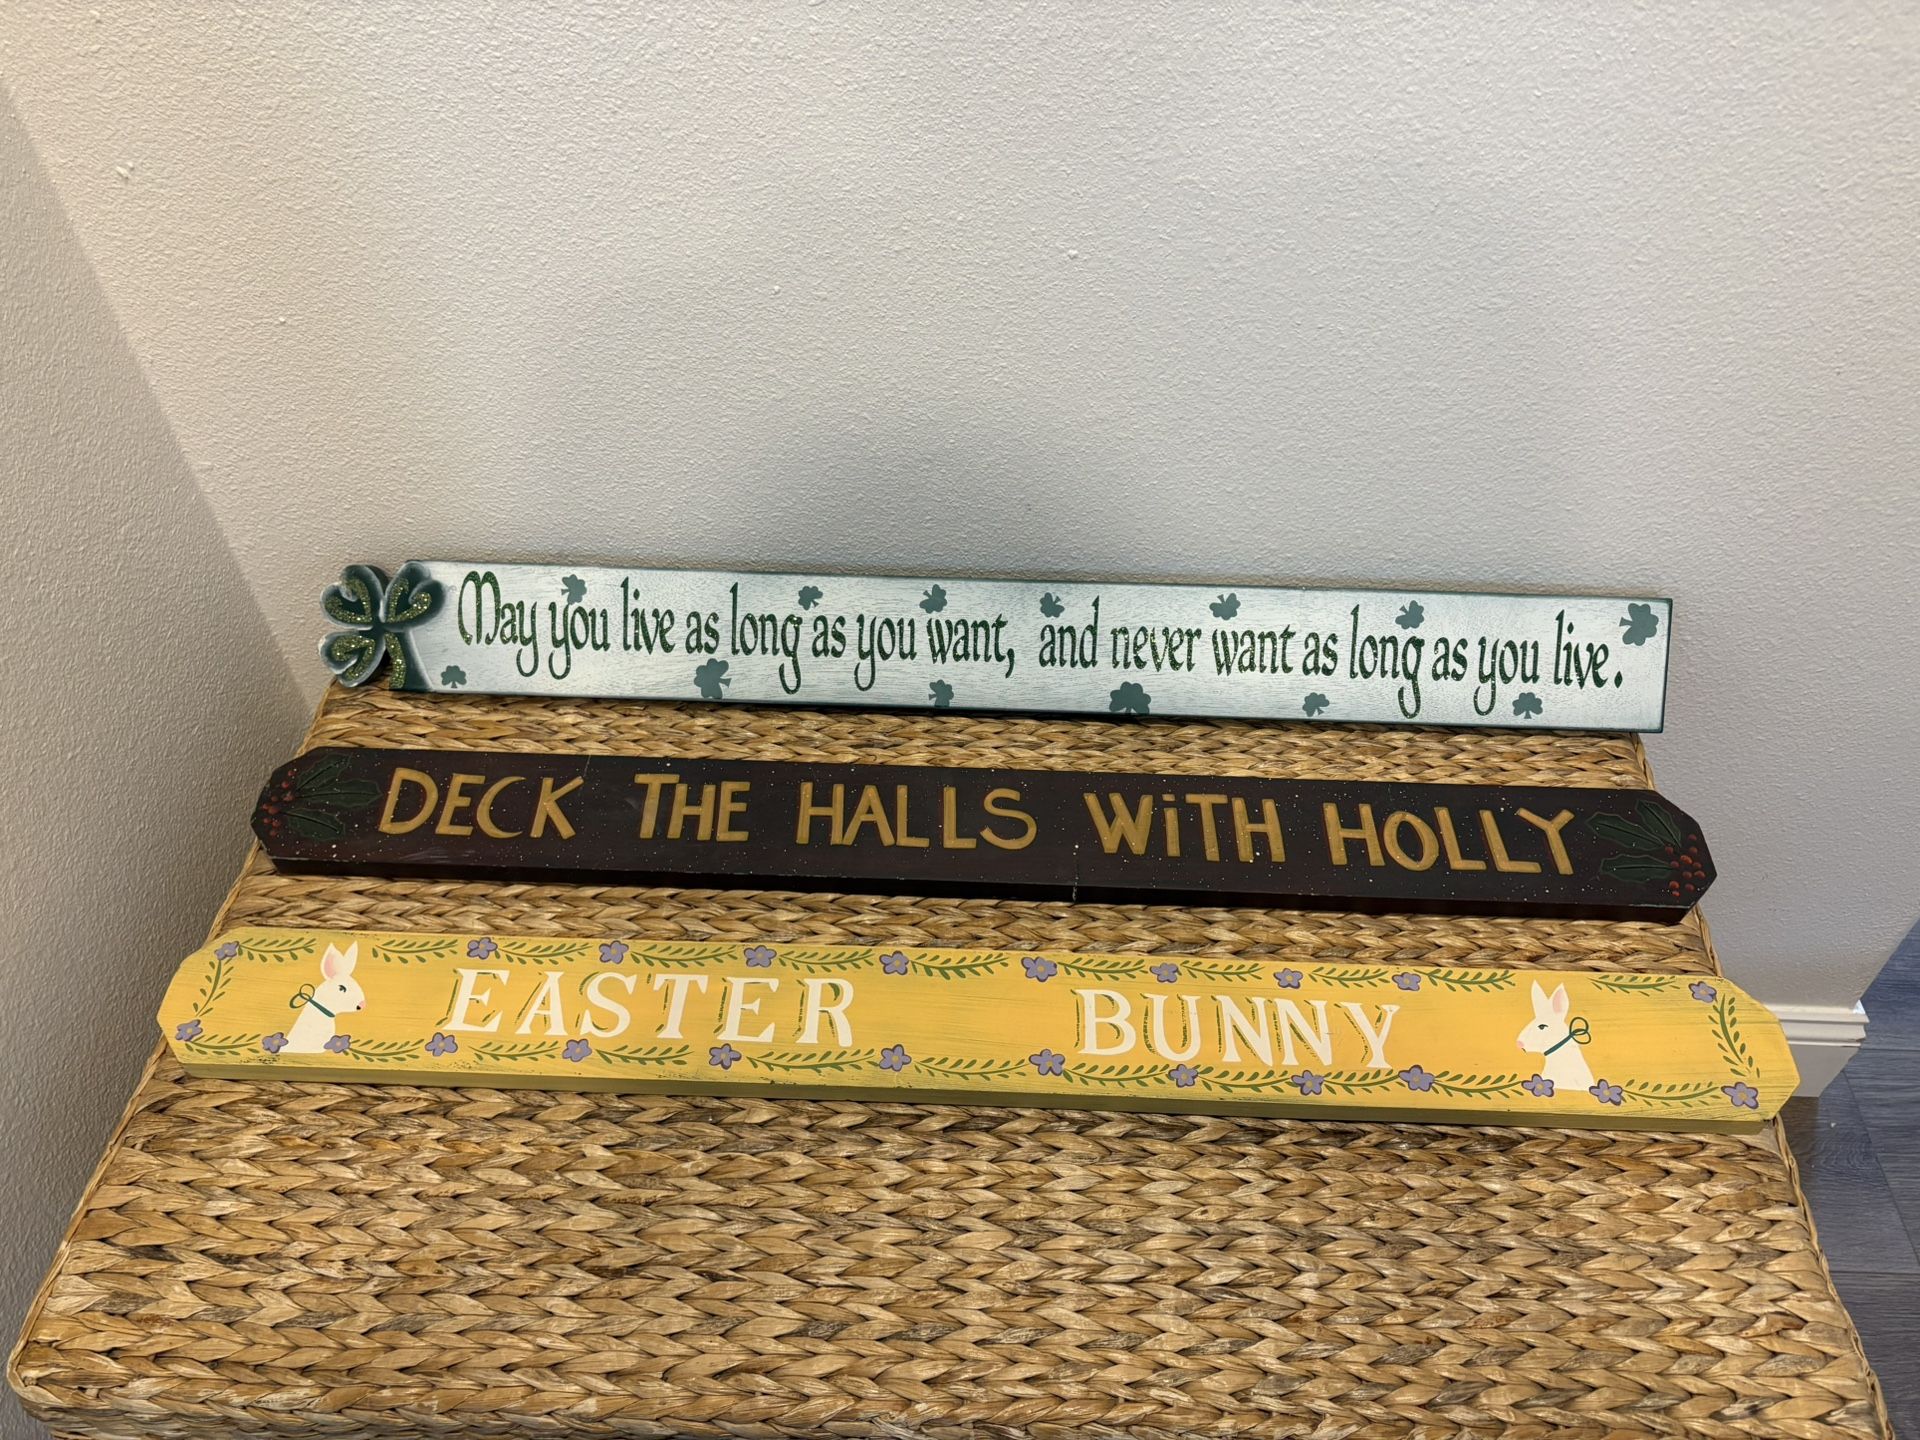 May you live as long as you want, and never want as long as you live.
DECK THE HALLS WiTH HOLLY
EASTER BUNNY